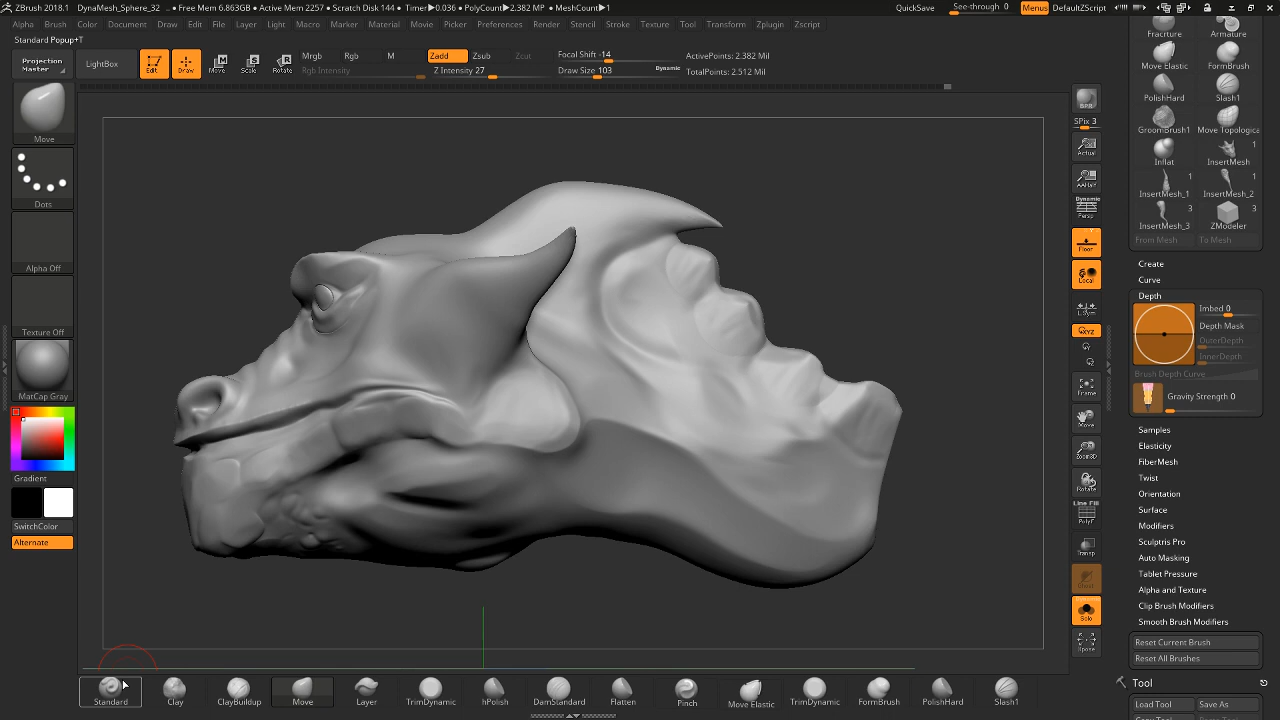 ZBrush 2018.1 DynaMesh_Sphere_32 • Free Mem 6.863GB • Active Mem 2257 • Scratch Disk 144 • Timer▶0.036 • PolyCount▶2.382 MP • MeshCount▶1 QuickSave See-through 0 Menus DefaultZScript
Alpha Brush Color Document Draw Edit File Layer Light Macro Marker Material Movie Picker Preferences Render Stencil Stroke Texture Tool Transform Zplugin Zscript
Standard Popup+T
Projection Master
LightBox
Edit
Draw
Move
Scale
Rotate
Mrgb Rgb M
Rgb Intensity
Zadd Zsub Zcut
Z Intensity 27
Focal Shift -14
Draw Size 103
Dynamic
ActivePoints: 2.382 Mil
TotalPoints: 2.512 Mil
Move
Dots
Alpha Off
Texture Off
MatCap Gray
Gradient
SwitchColor
Alternate
BPR
SPix 3
Actual
AAHalf
Dynamic
Persp
Floor
Local
L.Sym
XYZ
Frame
Move
Zoom3D
Rotate
Line Fill
PolyF
Transp
Ghost
Dynamic
Solo
Xpose
Fracrture Armature
Move Elastic FormBrush
PolishHard Slash1
GroomBrush1 Move Topologica
Inflat InsertMesh 1
InsertMesh_1 1 InsertMesh_2 1
InsertMesh_3 3 ZModeler 3
From Mesh To Mesh
Create
Curve
Depth
Imbed 0
Depth Mask
OuterDepth
InnerDepth
Brush Depth Curve
Gravity Strength 0
Samples
Elasticity
FiberMesh
Twist
Orientation
Surface
Modifiers
Sculptris Pro
Auto Masking
Tablet Pressure
Alpha and Texture
Clip Brush Modifiers
Smooth Brush Modifiers
Reset Current Brush
Reset All Brushes
Tool
Load Tool Save As
Standard Clay ClayBuildup Move Layer TrimDynamic hPolish DamStandard Flatten Pinch Move Elastic TrimDynamic FormBrush PolishHard Slash1